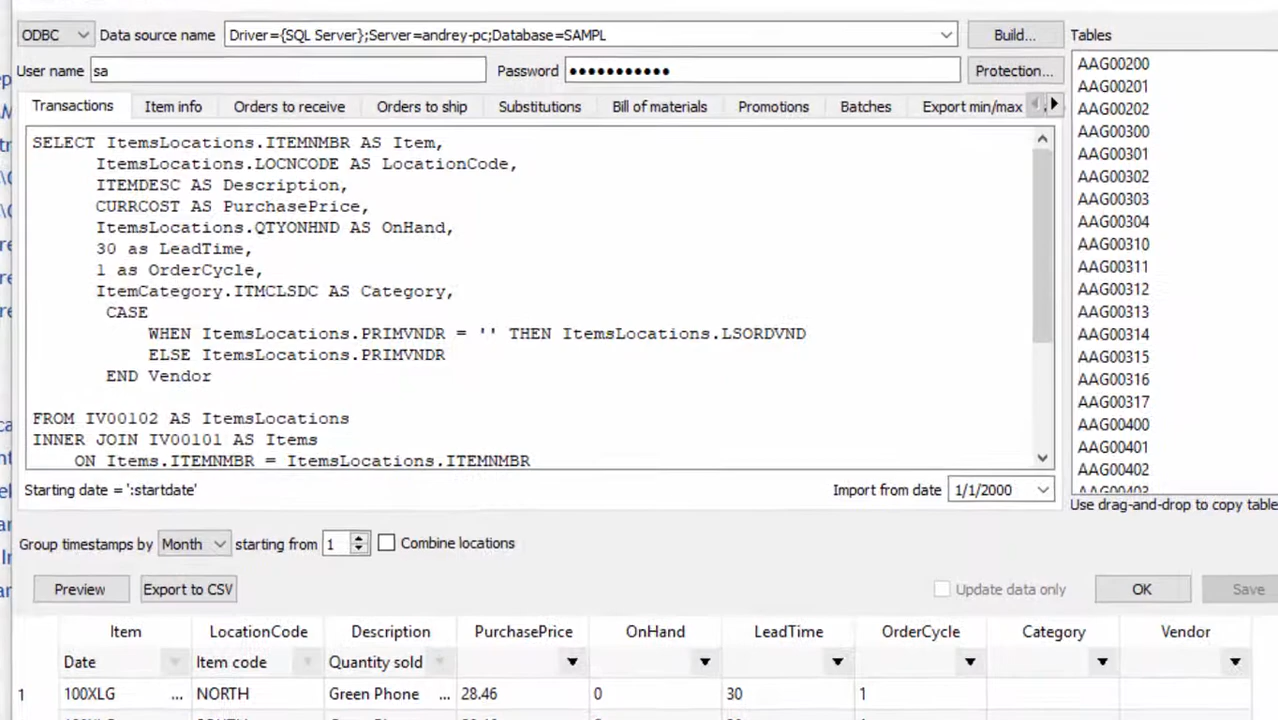 ODBC Data source name Driver={SQL Server};Server=andrey-pc;Database=SAMPL Build... Tables
User name sa Password ●●●●●●●●●●● Protection...
Transactions Item info Orders to receive Orders to ship Substitutions Bill of materials Promotions Batches Export min/max
SELECT ItemsLocations.ITEMNMBR AS Item,
ItemsLocations.LOCNCODE AS LocationCode,
ITEMDESC AS Description,
CURRCOST AS PurchasePrice,
ItemsLocations.QTYONHND AS OnHand,
30 as LeadTime,
1 as OrderCycle,
ItemCategory.ITMCLSDC AS Category,
CASE
WHEN ItemsLocations.PRIMVNDR = '' THEN ItemsLocations.LSORDVND
ELSE ItemsLocations.PRIMVNDR
END Vendor
FROM IV00102 AS ItemsLocations
INNER JOIN IV00101 AS Items
ON Items.ITEMNMBR = ItemsLocations.ITEMNMBR
AAG00200
AAG00201
AAG00202
AAG00300
AAG00301
AAG00302
AAG00303
AAG00304
AAG00310
AAG00311
AAG00312
AAG00313
AAG00314
AAG00315
AAG00316
AAG00317
AAG00400
AAG00401
AAG00402
AAG00403
Starting date = ':startdate' Import from date 1/1/2000
Use drag-and-drop to copy table
Group timestamps by Month starting from 1 Combine locations
Preview Export to CSV Update data only OK Save
Item LocationCode Description PurchasePrice OnHand LeadTime OrderCycle Category Vendor
Date Item code Quantity sold
1 100XLG ... NORTH Green Phone ... 28.46 0 30 1